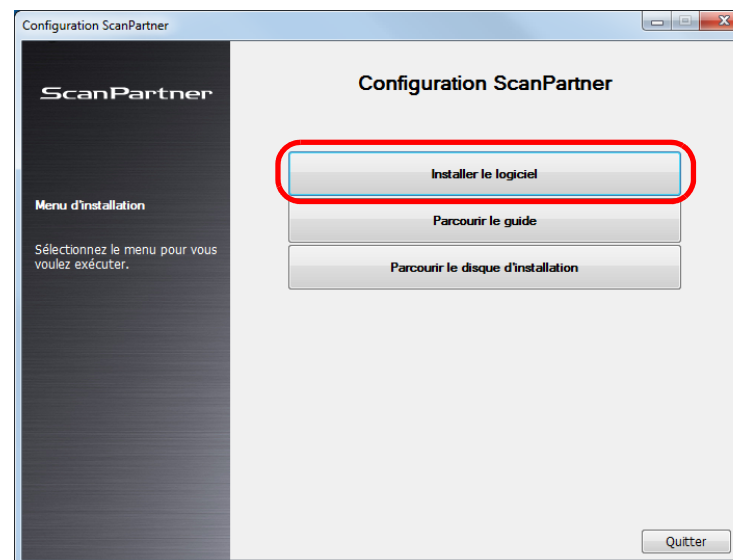 Configuration ScanPartner
ScanPartner
Configuration ScanPartner
Installer le logiciel
Menu d'installation
Parcourir le guide
Sélectionnez le menu pour vous
voulez exécuter.
Parcourir le disque d'installation
Quitter